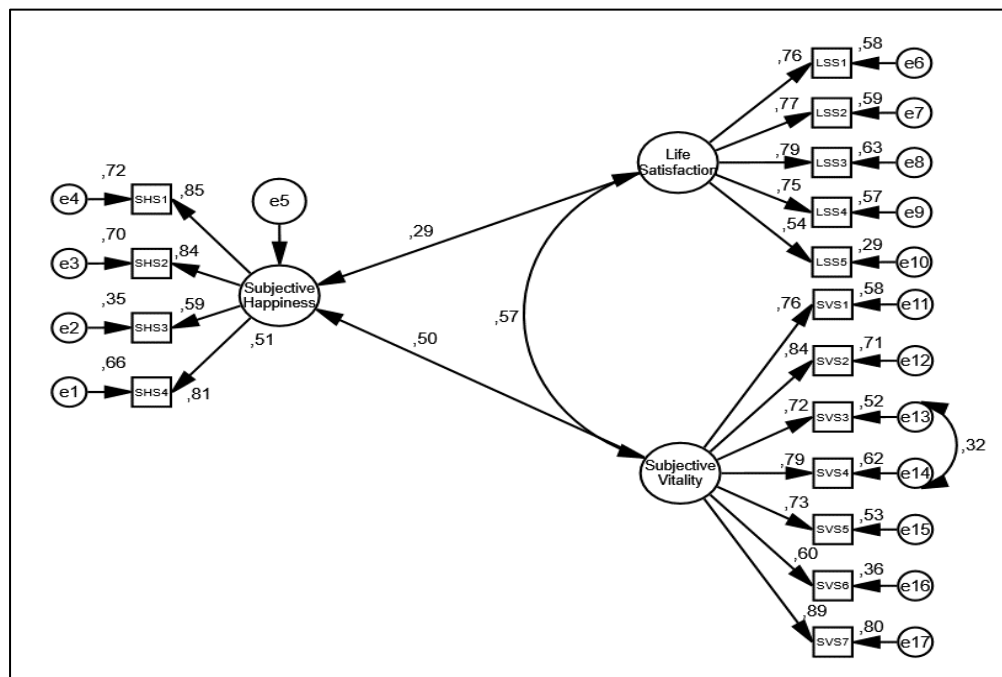 ,72
e4
SHS1
,85
,70
e3
SHS2
,84
,35
e2
SHS3
,59
,66
e1
SHS4
,81
e5
Subjective
Happiness
,51
,29
,50
,57
Life
Satisfaction
,76
LSS1
,58
e6
,77
LSS2
,59
e7
,79
LSS3
,63
e8
,75
LSS4
,57
e9
,54
LSS5
,29
e10
Subjective
Vitality
,76
SVS1
,58
e11
,84
SVS2
,71
e12
,72
SVS3
,52
e13
,79
SVS4
,62
e14
,32
,73
SVS5
,53
e15
,60
SVS6
,36
e16
,89
SVS7
,80
e17